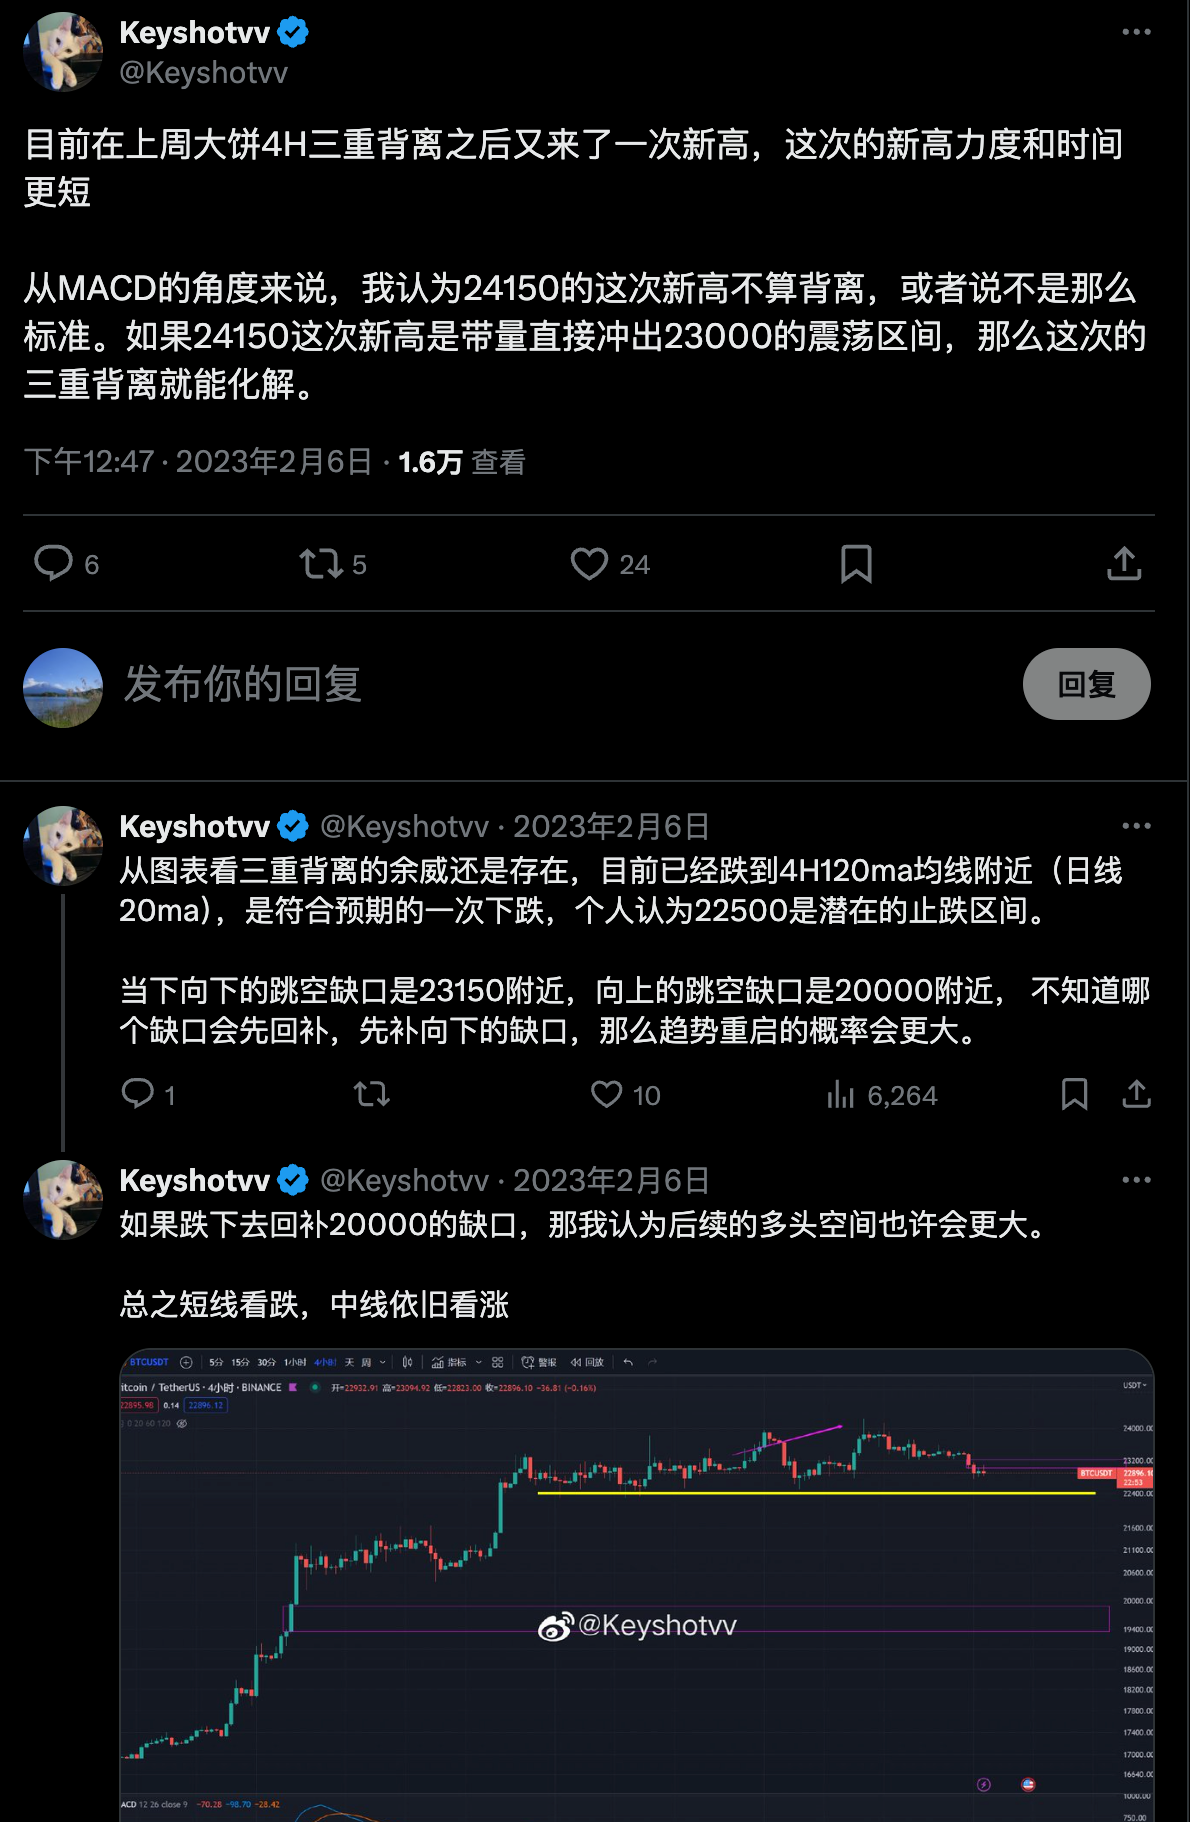 Keyshotvv
@Keyshotvv
目前在上周大饼4H三重背离之后又来了一次新高，这次的新高力度和时间
更短
从MACD的角度来说，我认为24150的这次新高不算背离，或者说不是那么
标准。如果24150这次新高是带量直接冲出23000的震荡区间，那么这次的
三重背离就能化解。
下午12:47 · 2023年2月6日 · 1.6万 查看
6 5 24
发布你的回复 回复
Keyshotvv @Keyshotvv · 2023年2月6日
从图表看三重背离的余威还是存在，目前已经跌到4H120ma均线附近（日线
20ma），是符合预期的一次下跌，个人认为22500是潜在的止跌区间。
当下向下的跳空缺口是23150附近，向上的跳空缺口是20000附近， 不知道哪
个缺口会先回补，先补向下的缺口，那么趋势重启的概率会更大。
1 10 6,264
Keyshotvv @Keyshotvv · 2023年2月6日
如果跌下去回补20000的缺口，那我认为后续的多头空间也许会更大。
总之短线看跌，中线依旧看涨
BTCUSDT 5分 15分 30分 1小时 4小时 天 周 指标 警报 回放
itcoin / TetherUS · 4小时 · BINANCE 开=22932.91 高=23094.92 低=22823.00 收=22896.10 -36.81 (-0.16%) USDT
22895.98 0.14 22896.12
0 20 60 120
24000.00
23200.00
BTCUSDT 22896.10
22:53
22400.00
21600.00
21100.00
20600.00
20000.00
@Keyshotvv
19400.00
19000.00
18600.00
18200.00
17800.00
17400.00
17000.00
16640.00
1000.00
ACD 12 26 close 9 -70.28 -98.70 -28.42
750.00